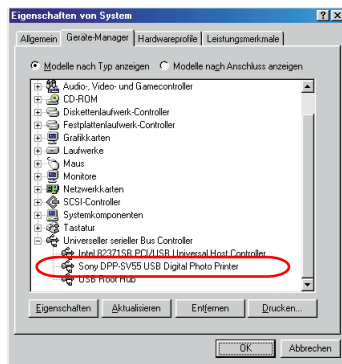 Eigenschaften von System
Allgemein Geräte-Manager Hardwareprofile Leistungsmerkmale
Modelle nach Typ anzeigen Modelle nach Anschluss anzeigen
Audio-, Video- und Gamecontroller
CD-ROM
Diskettenlaufwerk-Controller
Festplattenlaufwerk-Controller
Grafikkarten
Laufwerke
Maus
Monitore
Netzwerkkarten
SCSI-Controller
Systemkomponenten
Tastatur
Universeller serieller Bus Controller
Intel 82371SB PCI/USB Universal Host Controller
Sony DPP-SV55 USB Digital Photo Printer
USB Root Hub
Eigenschaften Aktualisieren Entfernen Drucken...
OK Abbrechen